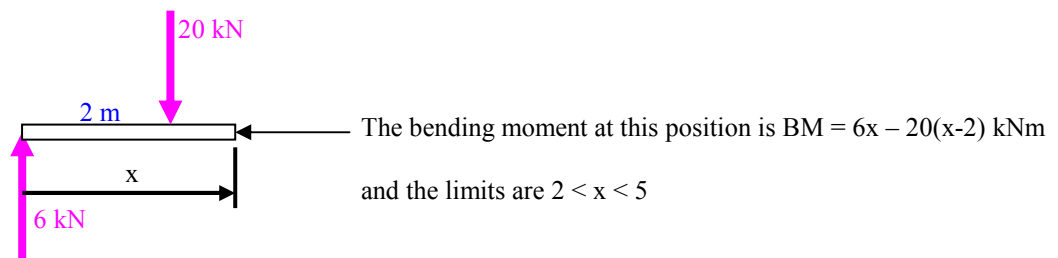 20 kN
2 m
The bending moment at this position is BM = 6x – 20(x-2) kNm
x
and the limits are 2 < x < 5
6 kN